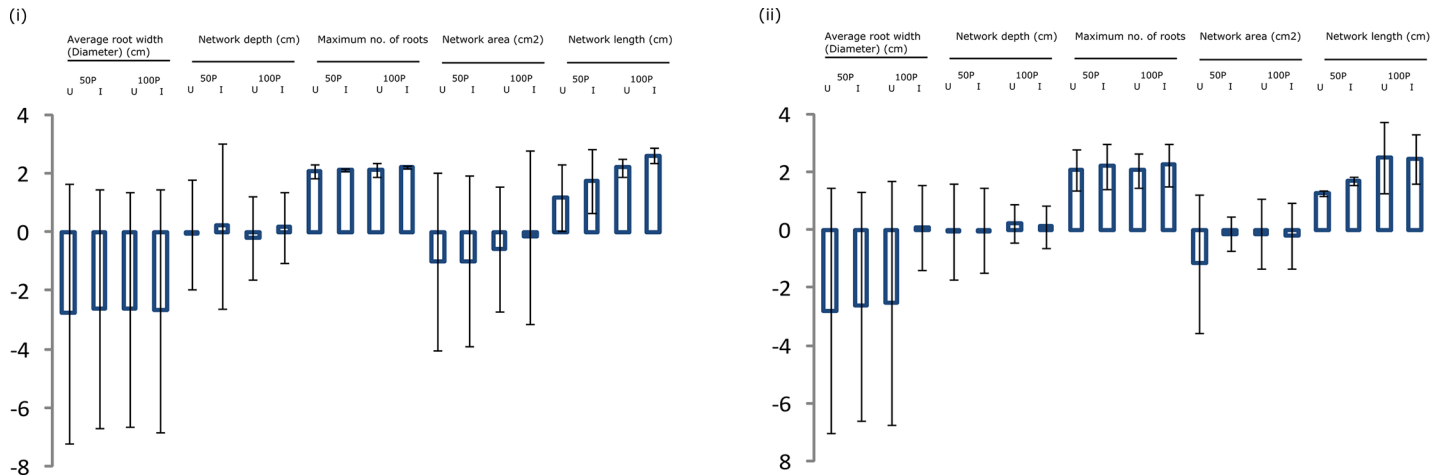 (i)
Average root width
(Diameter) (cm)
Network depth (cm)
Maximum no. of roots
Network area (cm2)
Network length (cm)
50P 100P 50P 100P 50P 100P 50P 100P 50P 100P
U I U I U I U I U I U I U I U I U I U I
4
2
0
-2
-4
-6
-8
(ii)
Average root width
(Diameter) (cm)
Network depth (cm)
Maximum no. of roots
Network area (cm2)
Network length (cm)
50P 100P 50P 100P 50P 100P 50P 100P 50P 100P
U I U I U I U I U I U I U I U I U I U I
4
2
0
-2
-4
-6
8